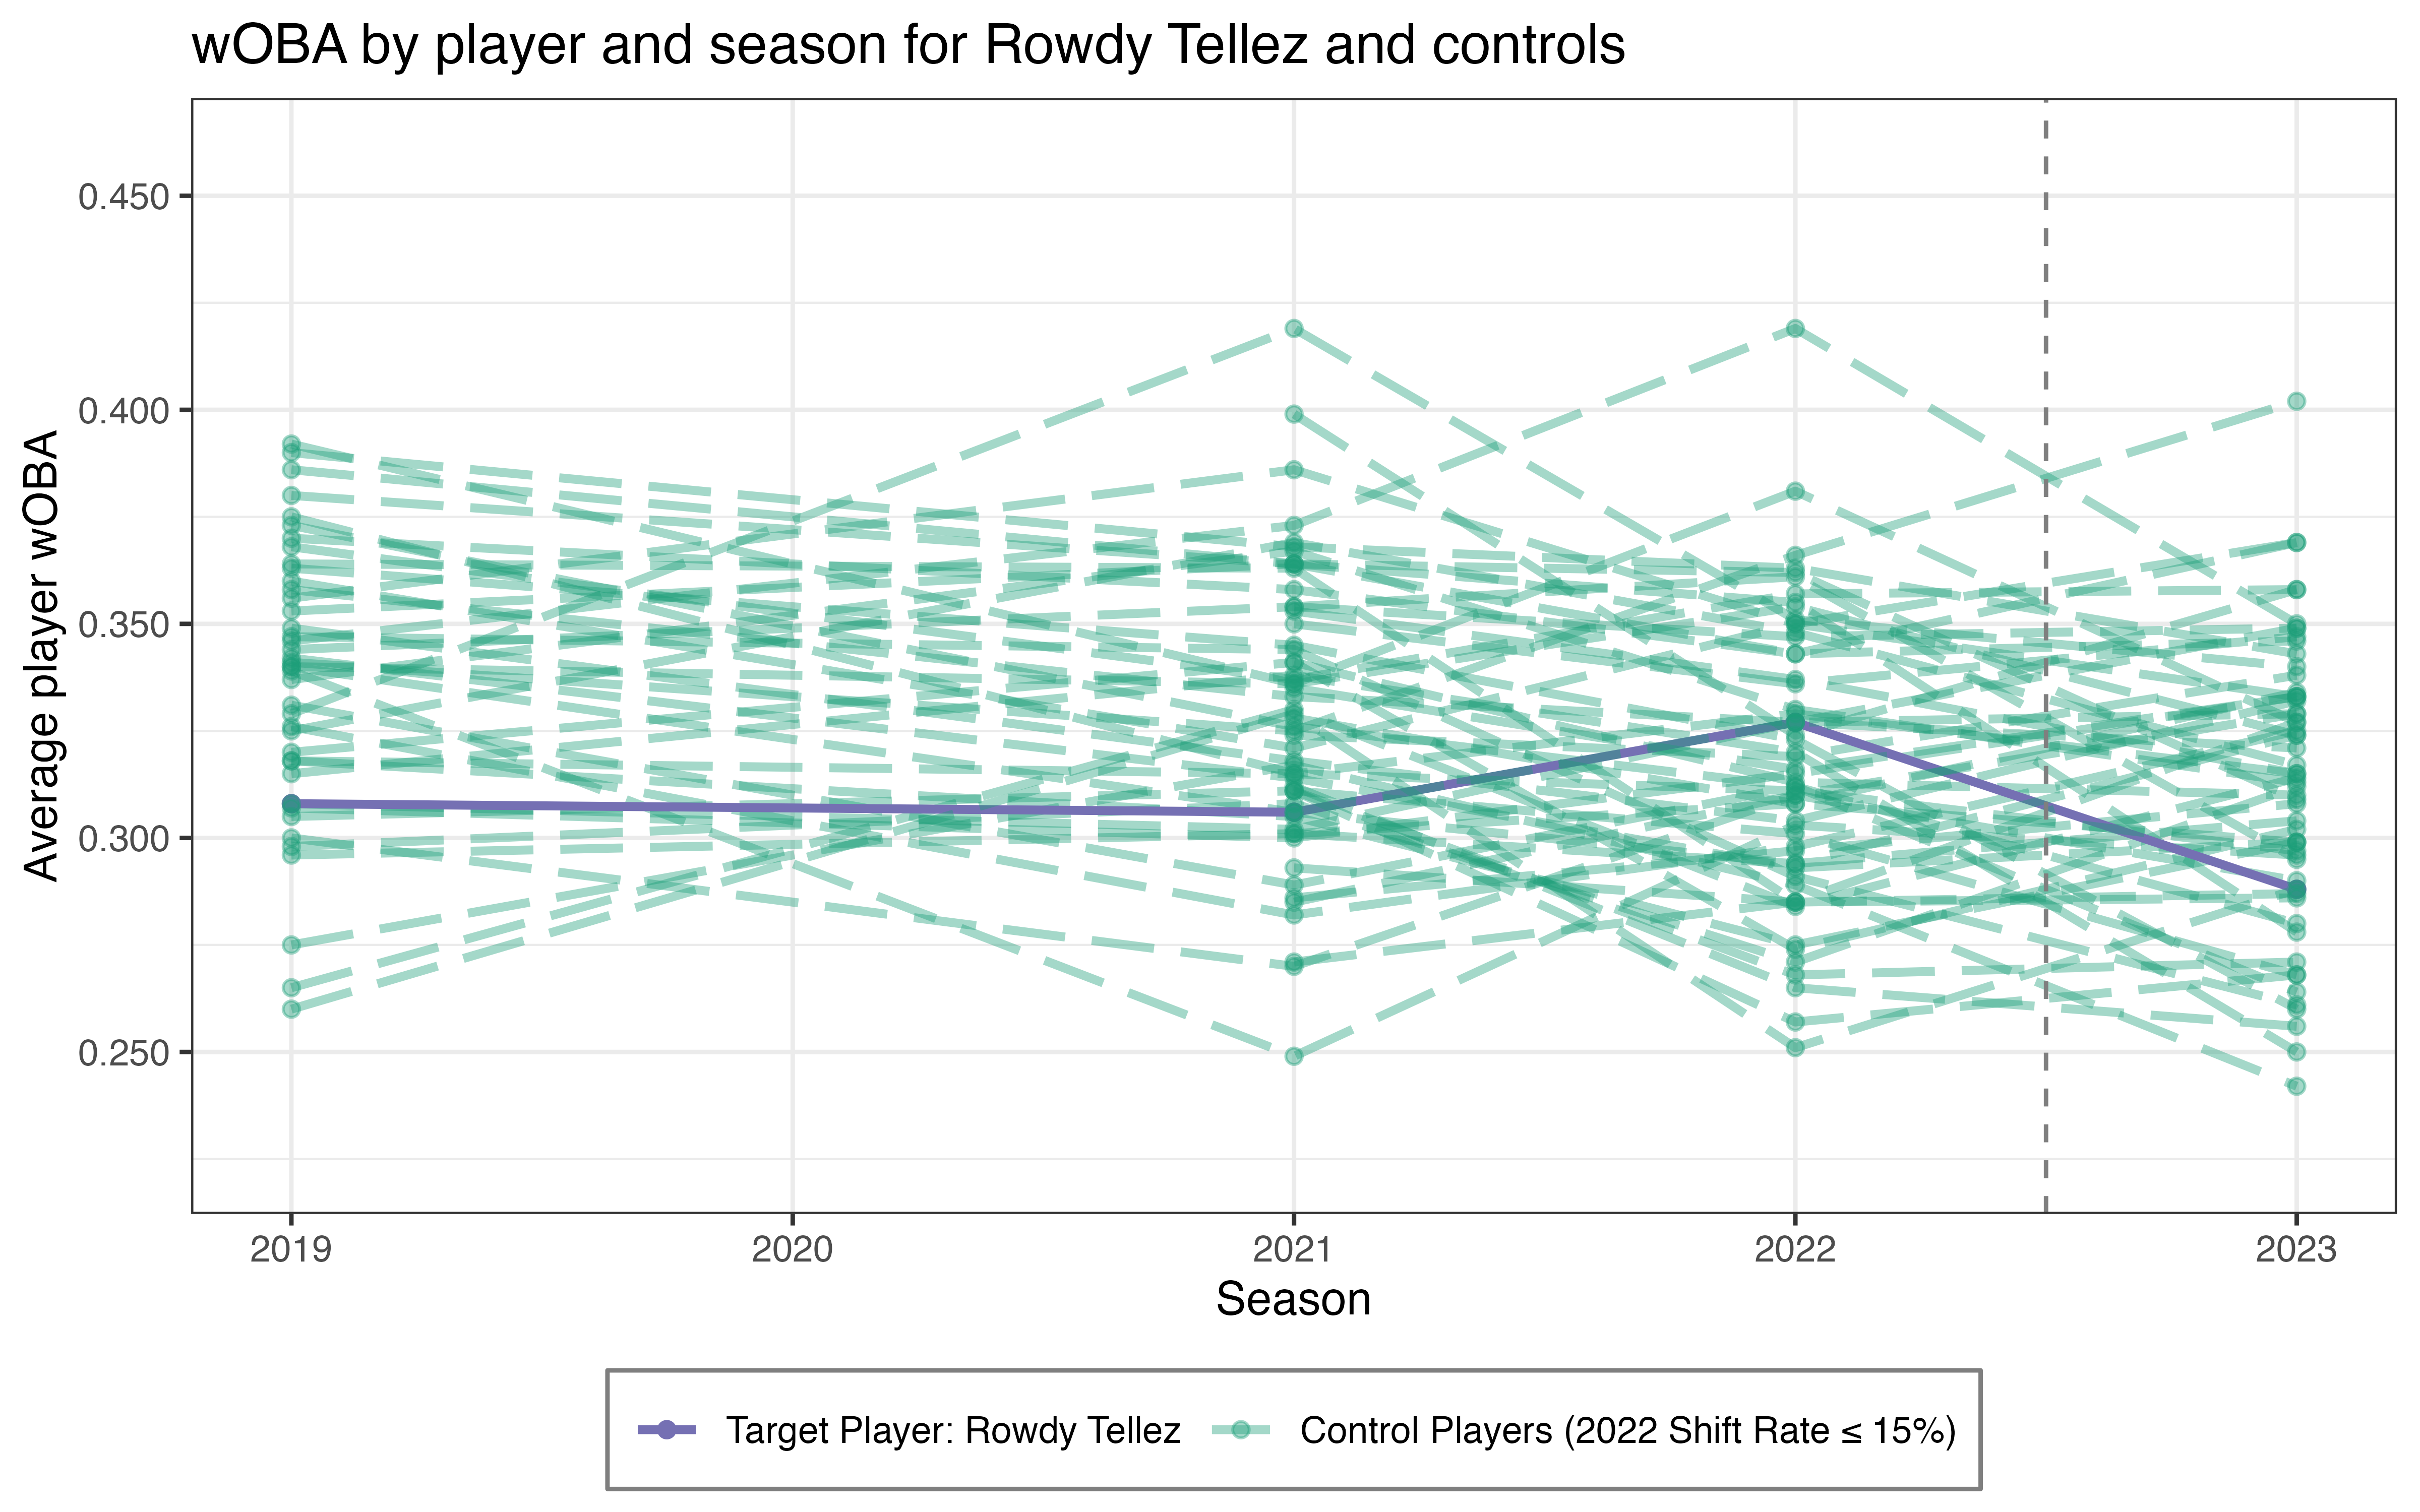 wOBA by player and season for Rowdy Tellez and controls
Average player wOBA
0.450
0.400
0.350
0.300
0.250
2019 2020 2021 2022 2023
Season
Target Player: Rowdy Tellez Control Players (2022 Shift Rate ≤ 15%)